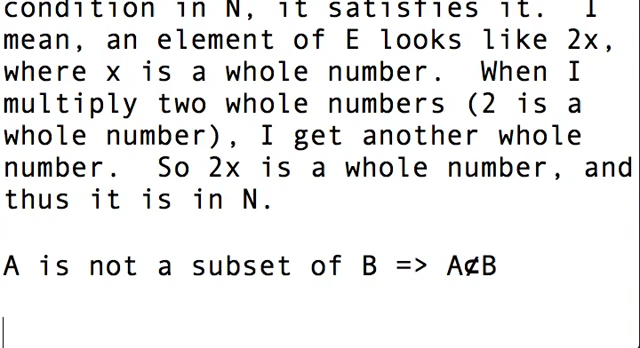 condition in N, it satisfies it.  I
mean, an element of E looks like 2x,
where x is a whole number.  When I
multiply two whole numbers (2 is a
whole number), I get another whole
number.  So 2x is a whole number, and
thus it is in N.
A is not a subset of B => A⊄B